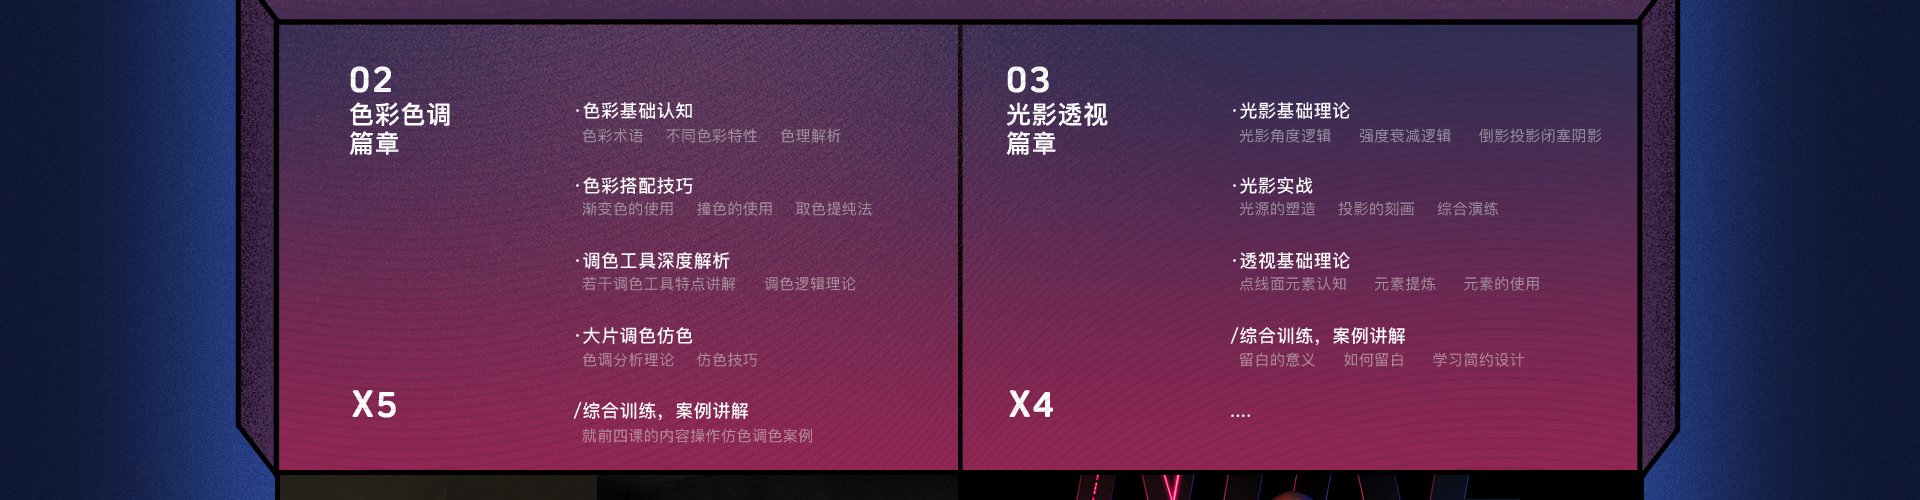 02
色彩色调
篇章
·色彩基础认知
色彩术语 不同色彩特性 色理解析
·色彩搭配技巧
渐变色的使用 撞色的使用 取色提纯法
·调色工具深度解析
若干调色工具特点讲解 调色逻辑理论
·大片调色仿色
色调分析理论 仿色技巧
X5
/综合训练，案例讲解
就前四课的内容操作仿色调色案例
03
光影透视
篇章
·光影基础理论
光影角度逻辑 强度衰减逻辑 倒影投影闭塞阴影
·光影实战
光源的塑造 投影的刻画 综合演练
·透视基础理论
点线面元素认知 元素提炼 元素的使用
/综合训练，案例讲解
留白的意义 如何留白 学习简约设计
X4
....